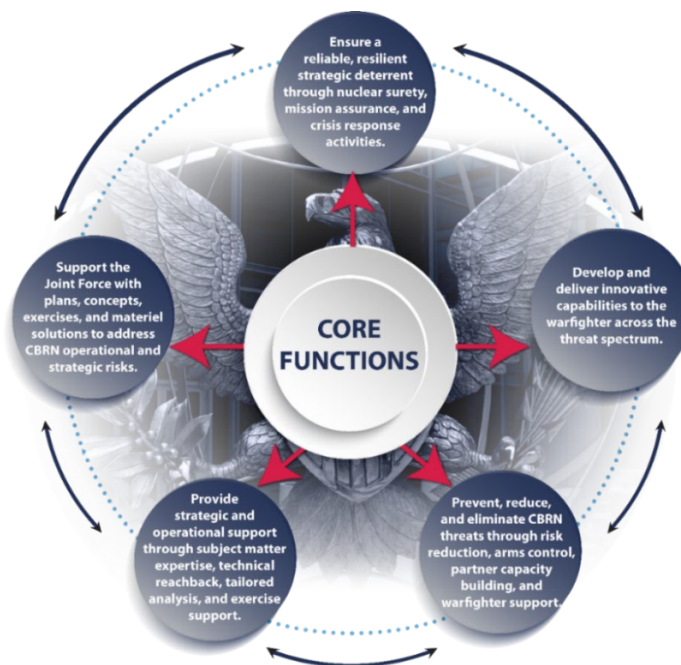 Ensure a
reliable, resilient
strategic deterrent
through nuclear surety,
mission assurance, and
crisis response
activities.
Support the
Joint Force with
plans, concepts,
exercises, and materiel
solutions to address
CBRN operational and
strategic risks.
CORE
FUNCTIONS
Develop and
deliver innovative
capabilities to the
warfighter across the
threat spectrum.
Provide
strategic and
operational support
through subject matter
expertise, technical
reachback, tailored
analysis, and exercise
support.
Prevent, reduce,
and eliminate CBRN
threats through risk
reduction, arms control,
partner capacity
building, and
warfighter support.